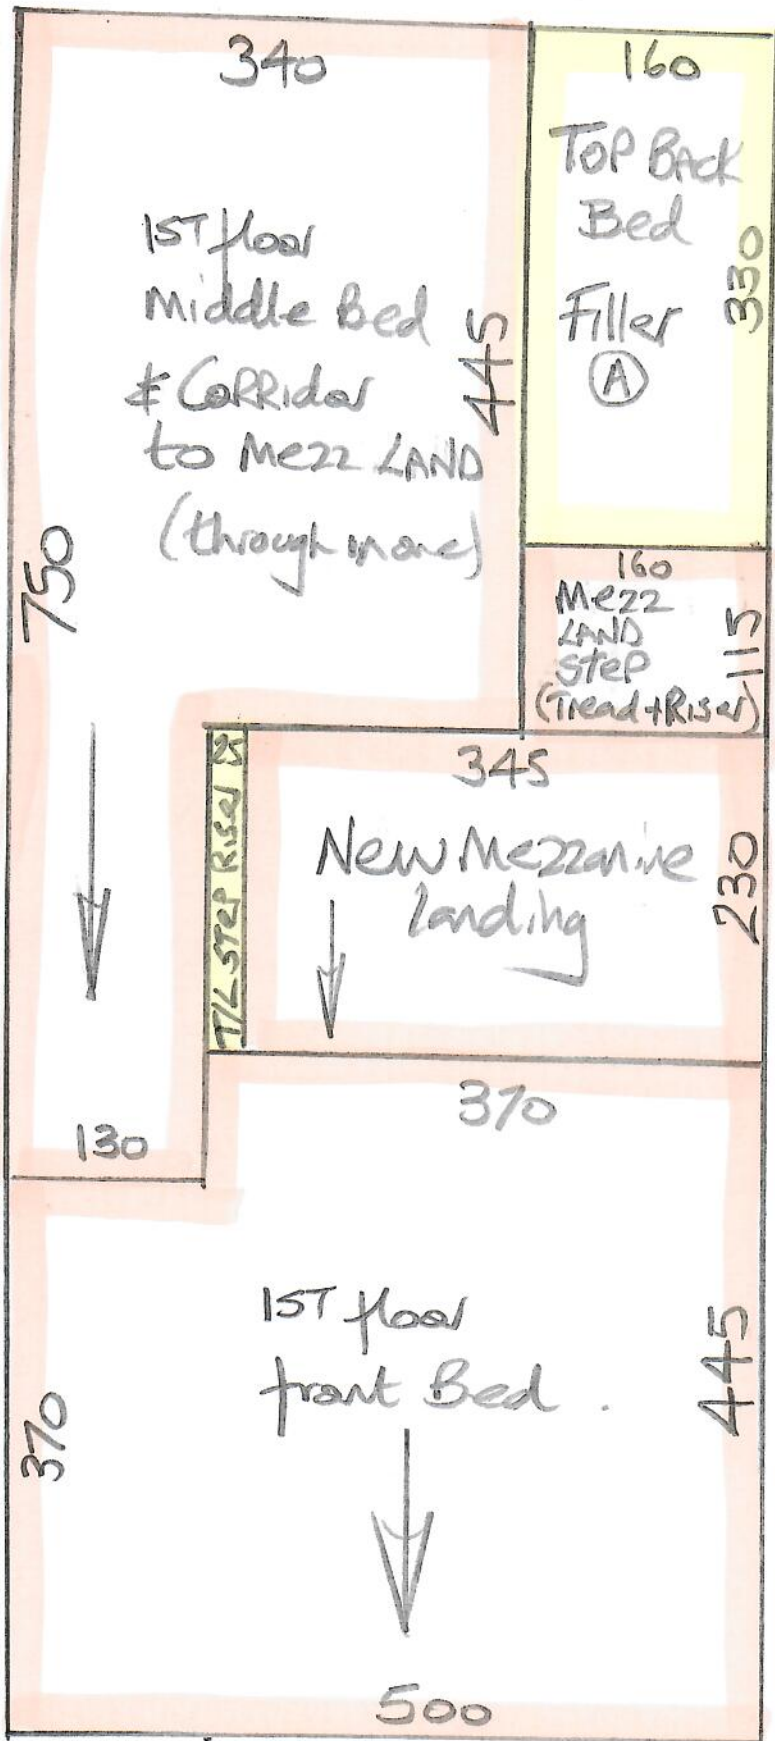 340
1ST floor
Middle Bed
& CoRRidor
to Mezz LAND
(through in one)
445
750
130
160
TOP BACK
Bed
Filler
A
330
160
Mezz
LAND
Step
(Tread+Riser)
115
T/L STEP Riser 25
345
New Mezzanine
landing
230
370
1ST floor
front Bed .
445
370
500